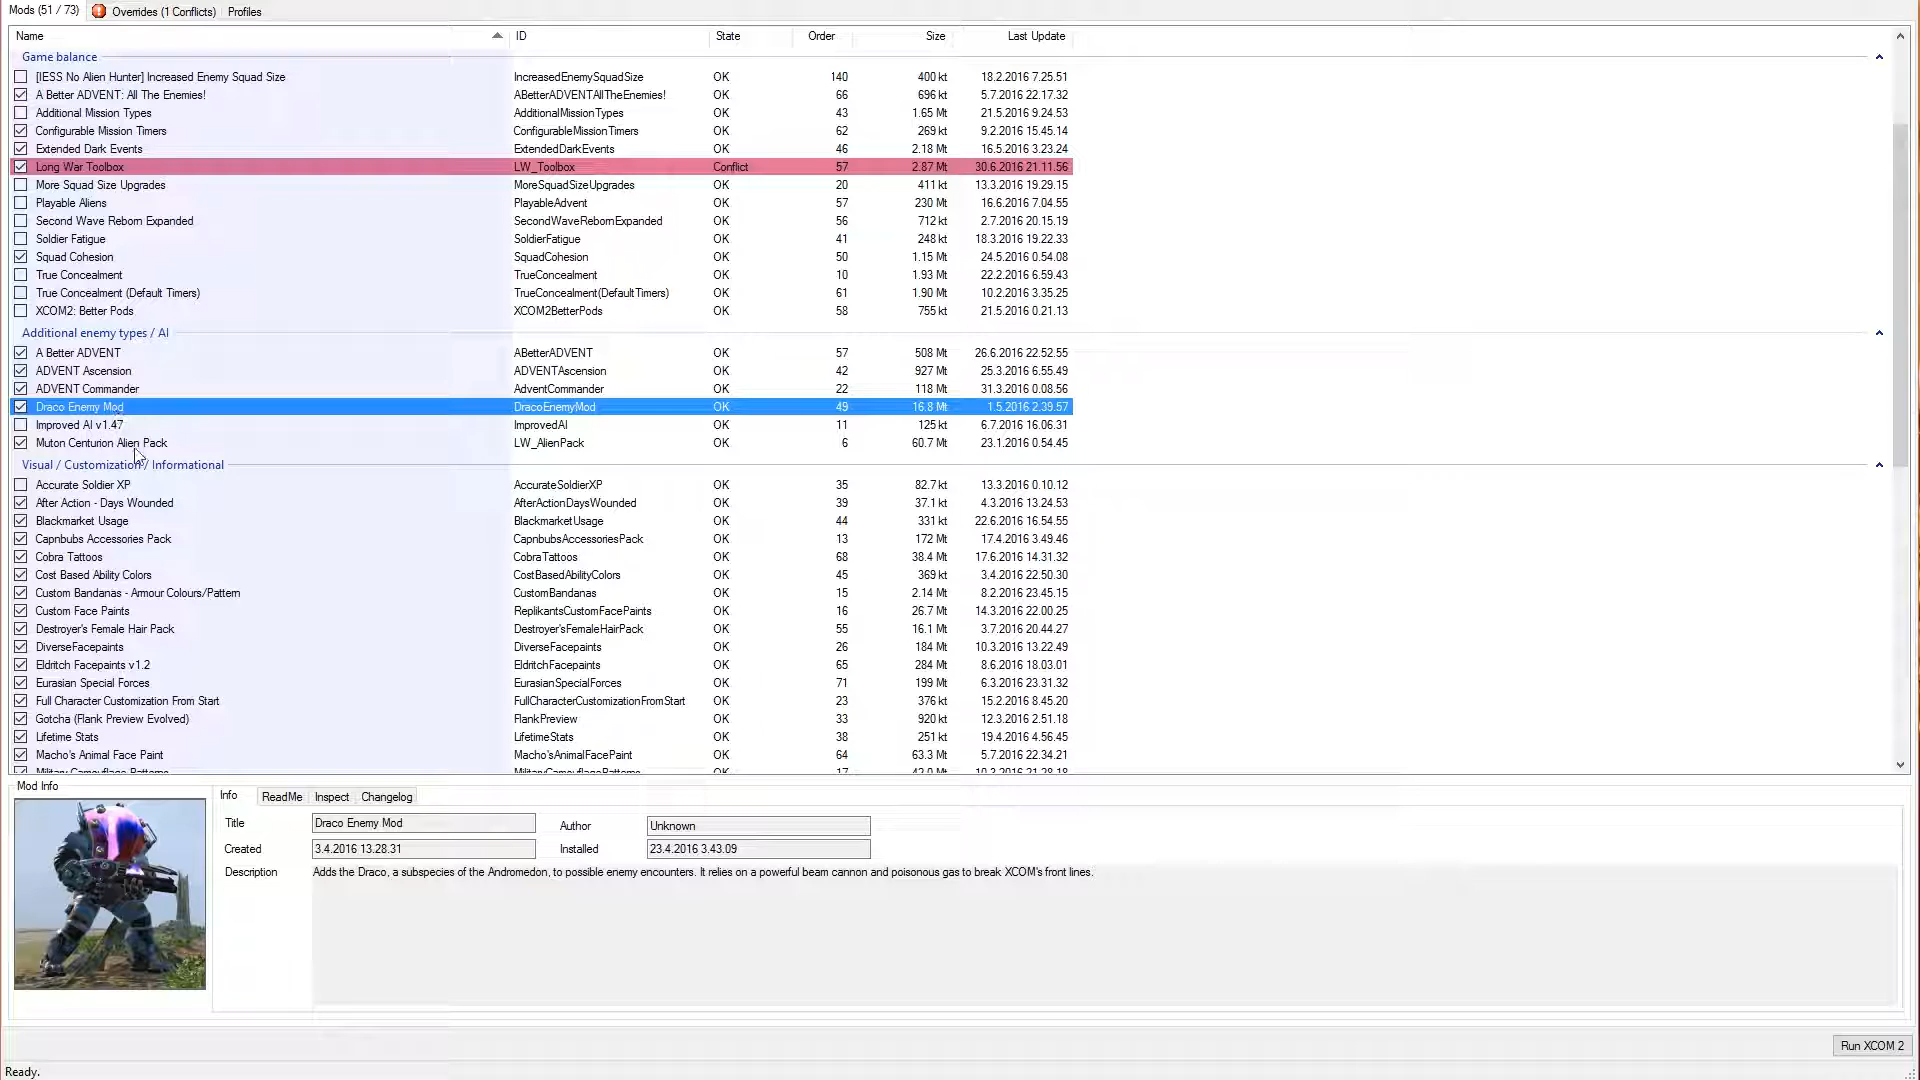 Mods (51 / 73) Overrides (1 Conflicts) Profiles
Name ID State Order Size Last Update
Game balance
[IESS No Alien Hunter] Increased Enemy Squad Size IncreasedEnemySquadSize OK 140 400 kt 18.2.2016 7.25.51
A Better ADVENT: All The Enemies! ABetterADVENTAllTheEnemies! OK 66 696 kt 5.7.2016 22.17.32
Additional Mission Types AdditionalMissionTypes OK 43 1.65 Mt 21.5.2016 9.24.53
Configurable Mission Timers ConfigurableMissionTimers OK 62 269 kt 9.2.2016 15.45.14
Extended Dark Events ExtendedDarkEvents OK 46 2.18 Mt 16.5.2016 3.23.24
Long War Toolbox LW_Toolbox Conflict 57 2.87 Mt 30.6.2016 21.11.56
More Squad Size Upgrades MoreSquadSizeUpgrades OK 20 411 kt 13.3.2016 19.29.15
Playable Aliens PlayableAdvent OK 57 230 Mt 16.6.2016 7.04.55
Second Wave Reborn Expanded SecondWaveRebornExpanded OK 56 712 kt 2.7.2016 20.15.19
Soldier Fatigue SoldierFatigue OK 41 248 kt 18.3.2016 19.22.33
Squad Cohesion SquadCohesion OK 50 1.15 Mt 24.5.2016 0.54.08
True Concealment TrueConcealment OK 10 1.93 Mt 22.2.2016 6.59.43
True Concealment (Default Timers) TrueConcealment(DefaultTimers) OK 61 1.90 Mt 10.2.2016 3.35.25
XCOM2: Better Pods XCOM2BetterPods OK 58 755 kt 21.5.2016 0.21.13
Additional enemy types / AI
A Better ADVENT ABetterADVENT OK 57 508 Mt 26.6.2016 22.52.55
ADVENT Ascension ADVENTAscension OK 42 927 kt 25.3.2016 6.55.49
ADVENT Commander AdventCommander OK 22 118 Mt 31.3.2016 0.08.56
Draco Enemy Mod DracoEnemyMod OK 49 16.8 Mt 1.5.2016 2.39.57
Improved AI v1.47 ImprovedAI OK 11 125 kt 6.7.2016 16.06.31
Muton Centurion Alien Pack LW_AlienPack OK 6 60.7 Mt 23.1.2016 0.54.45
Visual / Customization / Informational
Accurate Soldier XP AccurateSoldierXP OK 35 82.7 kt 13.3.2016 0.10.12
After Action - Days Wounded AfterActionDaysWounded OK 39 37.1 kt 4.3.2016 13.24.53
Blackmarket Usage BlackmarketUsage OK 44 331 kt 22.6.2016 16.54.55
Capnbubs Accessories Pack CapnbubsAccessoriesPack OK 13 172 Mt 17.4.2016 3.49.46
Cobra Tattoos CobraTattoos OK 68 38.4 Mt 17.6.2016 14.31.32
Cost Based Ability Colors CostBasedAbilityColors OK 45 369 kt 3.4.2016 22.50.30
Custom Bandanas - Armour Colours/Pattern CustomBandanas OK 15 2.14 Mt 8.2.2016 23.45.15
Custom Face Paints ReplikantsCustomFacePaints OK 16 26.7 Mt 14.3.2016 22.00.25
Destroyer's Female Hair Pack Destroyer'sFemaleHairPack OK 55 16.1 Mt 3.7.2016 20.44.27
DiverseFacepaints DiverseFacepaints OK 26 184 Mt 10.3.2016 13.22.49
Eldritch Facepaints v1.2 EldritchFacepaints OK 65 284 Mt 8.6.2016 18.03.01
Eurasian Special Forces EurasianSpecialForces OK 71 199 Mt 6.3.2016 23.31.32
Full Character Customization From Start FullCharacterCustomizationFromStart OK 23 376 kt 15.2.2016 8.45.20
Gotcha (Flank Preview Evolved) FlankPreview OK 33 920 kt 12.3.2016 2.51.18
Lifetime Stats LifetimeStats OK 38 251 kt 19.4.2016 4.56.45
Macho's Animal Face Paint Macho'sAnimalFacePaint OK 64 63.3 Mt 5.7.2016 22.34.21
Military Camouflage Patterns MilitaryCamouflagePatterns OK 17
Mod Info
Info ReadMe Inspect Changelog
Title Draco Enemy Mod Author Unknown
Created 3.4.2016 13.28.31 Installed 23.4.2016 3.43.09
Description Adds the Draco, a subspecies of the Andromedon, to possible enemy encounters. It relies on a powerful beam cannon and poisonous gas to break XCOM's front lines.
Run XCOM 2
Ready.